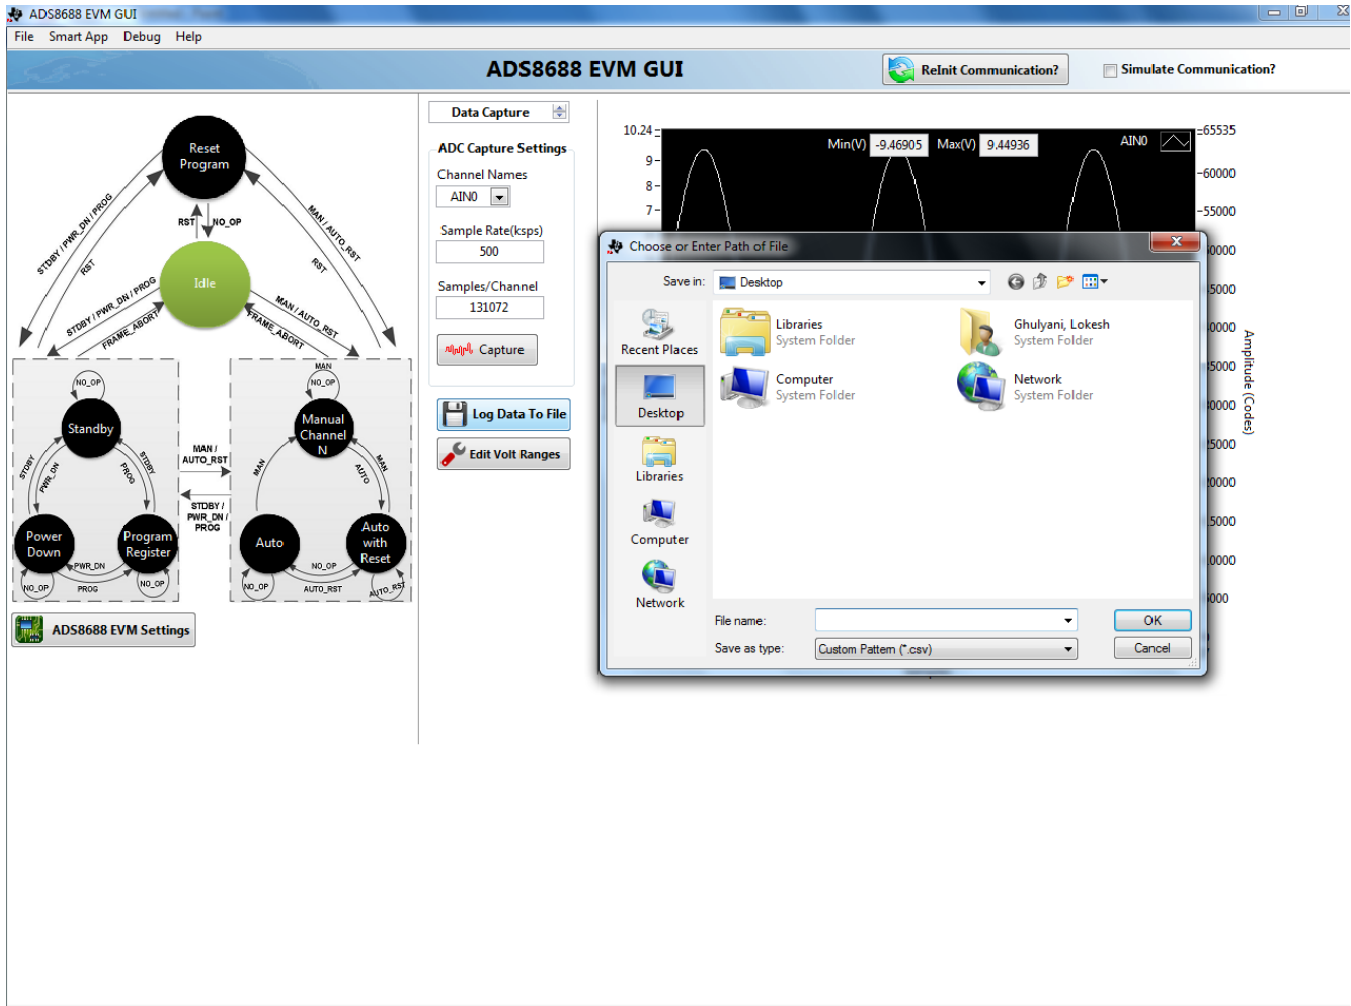 ADS8688 EVM GUI
File Smart App Debug Help
ADS8688 EVM GUI
ReInit Communication?
Simulate Communication?
Reset
Program
STDBY / PWR_DN / PROG
RST
RST
NO_OP
MAN / AUTO_RST
RST
Idle
STDBY / PWR_DN / PROG
FRAME_ABORT
MAN / AUTO_RST
FRAME_ABORT
NO_OP
Standby
STDBY
PWR_DN
STDBY
PROG
Power
Down
Program
Register
PWR_DN
PROG
NO_OP
NO_OP
MAN /
AUTO_RST
STDBY /
PWR_DN /
PROG
MAN
NO_OP
Manual
Channel
N
MAN
MAN
AUTO
Auto
Auto
with
Reset
NO_OP
AUTO_RST
NO_OP
AUTO_RST
ADS8688 EVM Settings
Data Capture
ADC Capture Settings
Channel Names
AIN0
Sample Rate(ksps)
500
Samples/Channel
131072
Capture
Log Data To File
Edit Volt Ranges
10.24
9
8
7
Min(V) -9.46905 Max(V) 9.44936
AIN0
65535
60000
55000
Amplitude (Codes)
Choose or Enter Path of File
Save in: Desktop
Recent Places
Desktop
Libraries
Computer
Network
Libraries
System Folder
Ghulyani, Lokesh
System Folder
Computer
System Folder
Network
System Folder
File name:
OK
Save as type: Custom Pattern (*.csv)
Cancel